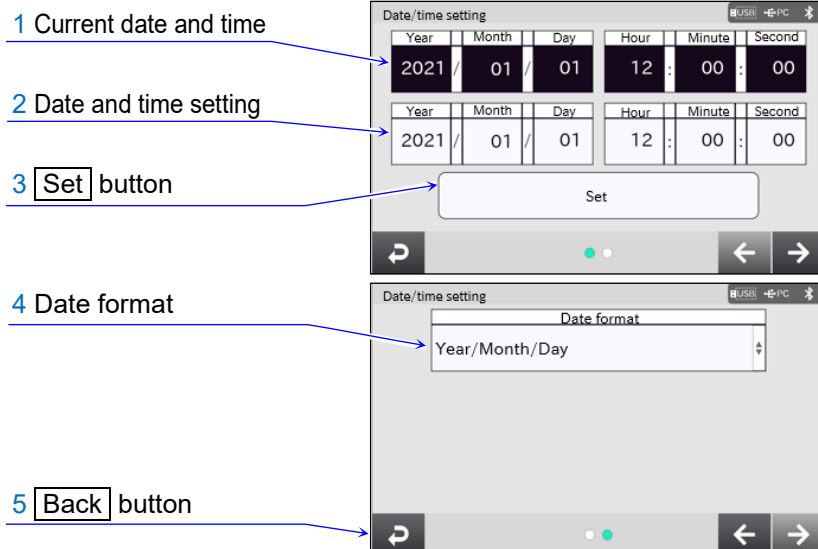 1 Current date and time
2 Date and time setting
3 Set button
4 Date format
5 Back button
Date/time setting USB PC
Year Month Day Hour Minute Second
2021 / 01 / 01 12 : 00 : 00
Year Month Day Hour Minute Second
2021 / 01 / 01 12 : 00 : 00
Set
Date/time setting USB PC
Date format
Year/Month/Day